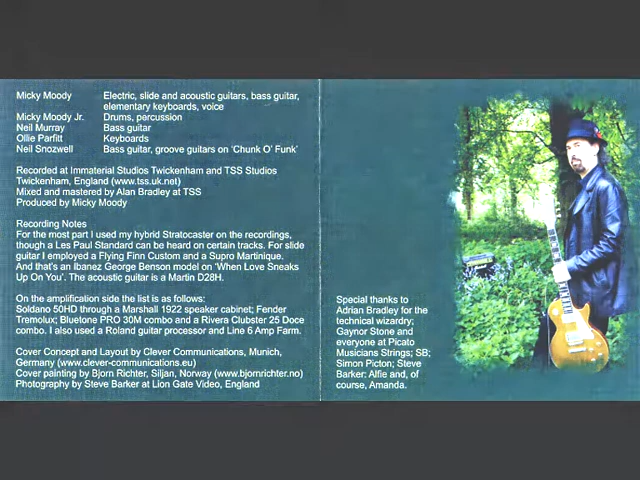 Micky Moody Electric, slide and acoustic guitars, bass guitar,
elementary keyboards, voice
Micky Moody Jr. Drums, percussion
Neil Murray Bass guitar
Ollie Parfitt Keyboards
Neil Snozwell Bass guitar, groove guitars on 'Chunk O' Funk'
Recorded at Immaterial Studios Twickenham and TSS Studios
Twickenham, England (www.tss.uk.net)
Mixed and mastered by Alan Bradley at TSS
Produced by Micky Moody
Recording Notes
For the most part I used my hybrid Stratocaster on the recordings,
though a Les Paul Standard can be heard on certain tracks. For slide
guitar I employed a Flying Finn Custom and a Supro Martinique.
And that's an Ibanez George Benson model on 'When Love Sneaks
Up On You'. The acoustic guitar is a Martin D28H.
On the amplification side the list is as follows:
Soldano 50HD through a Marshall 1922 speaker cabinet; Fender
Tremolux; Bluetone PRO 30M combo and a Rivera Clubster 25 Doce
combo. I also used a Roland guitar processor and Line 6 Amp Farm.
Cover Concept and Layout by Clever Communications, Munich,
Germany (www.clever-communications.eu)
Cover painting by Bjorn Richter, Siljan, Norway (www.bjornrichter.no)
Photography by Steve Barker at Lion Gate Video, England
Special thanks to
Adrian Bradley for the
technical wizardry;
Gaynor Stone and
everyone at Picato
Musicians Strings; SB;
Simon Picton; Steve
Barker; Alfie and, of
course, Amanda.